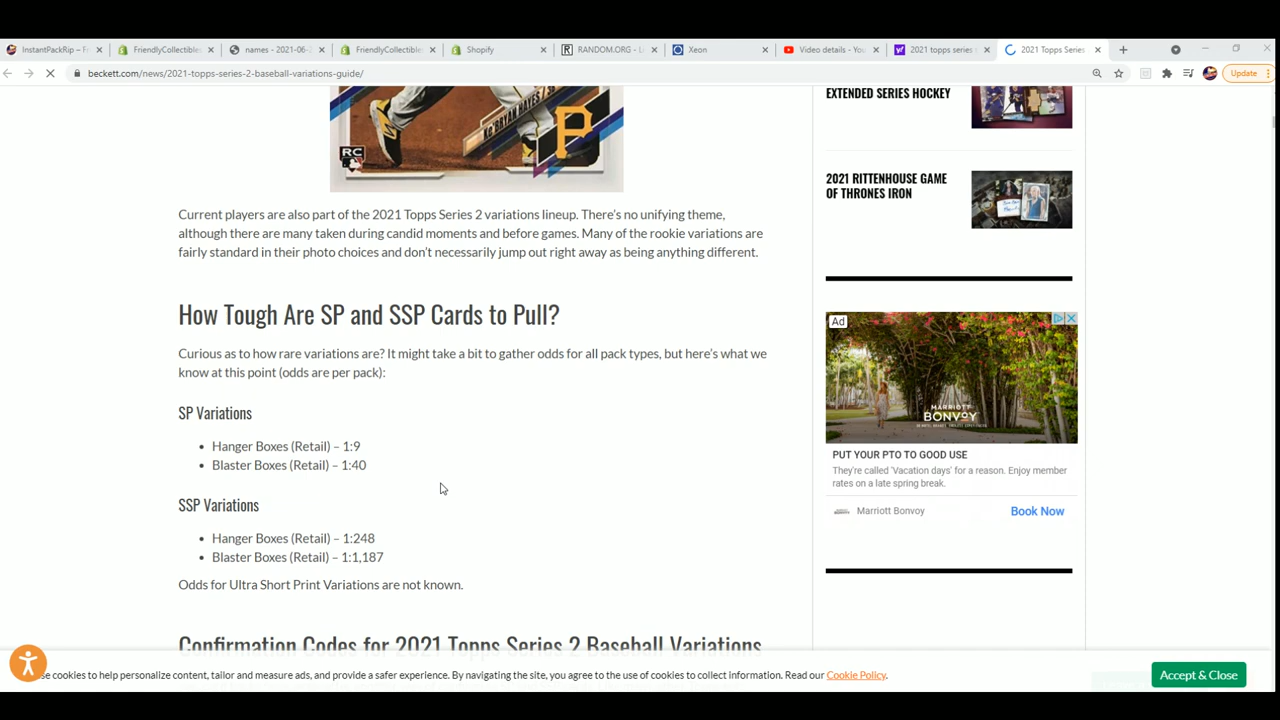 InstantPackRip – F
FriendlyCollectible
names - 2021-06-2
FriendlyCollectible
Shopify
RANDOM.ORG - L
Xeon
Video details - You
2021 topps series
2021 Topps Series
beckett.com/news/2021-topps-series-2-baseball-variations-guide/
Update
EXTENDED SERIES HOCKEY
KE'BRYAN HAYES / 3B
P
RC
2021 RITTENHOUSE GAME
OF THRONES IRON
Current players are also part of the 2021 Topps Series 2 variations lineup. There's no unifying theme,
although there are many taken during candid moments and before games. Many of the rookie variations are
fairly standard in their photo choices and don't necessarily jump out right away as being anything different.
How Tough Are SP and SSP Cards to Pull?
Curious as to how rare variations are? It might take a bit to gather odds for all pack types, but here's what we
know at this point (odds are per pack):
SP Variations
• Hanger Boxes (Retail) – 1:9
• Blaster Boxes (Retail) – 1:40
SSP Variations
• Hanger Boxes (Retail) – 1:248
• Blaster Boxes (Retail) – 1:1,187
Odds for Ultra Short Print Variations are not known.
Confirmation Codes for 2021 Topps Series 2 Baseball Variations
Ad
MARRIOTT
BONVOY
PUT YOUR PTO TO GOOD USE
They're called 'Vacation days' for a reason. Enjoy member
rates on a late spring break.
Marriott Bonvoy
Book Now
se cookies to help personalize content, tailor and measure ads, and provide a safer experience. By navigating the site, you agree to the use of cookies to collect information. Read our Cookie Policy.
Accept & Close